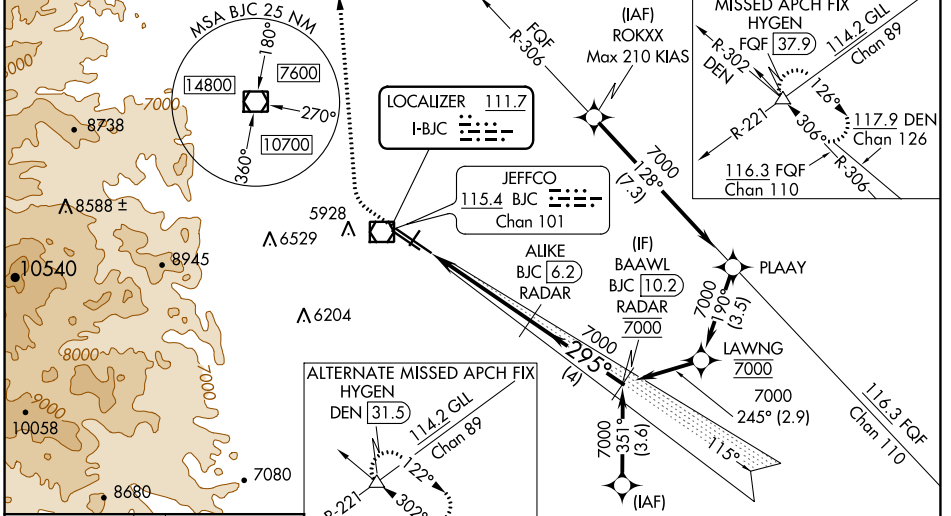 MSA BJC 25 NM
180°
14800
7600
270°
10700
360°
8000
7000
8738
8588 ±
8945
10540
6529
5928
6204
8000
7000
9000
10058
8680
7080
LOCALIZER 111.7
I-BJC
JEFFCO
115.4 BJC
Chan 101
FQF
R-306
(IAF)
ROKXX
Max 210 KIAS
7000
128°
(7.3)
PLAAY
7000
190°
(3.5)
LAWNG
7000
7000
245° (2.9)
ALIKE
BJC 6.2
RADAR
(IF)
BAAWL
BJC 10.2
RADAR
7000
7000
295°
(4)
7000
351°
(3.6)
(IAF)
115°
116.3 FQF
Chan 110
MISSED APCH FIX
HYGEN
FQF 37.9
114.2 GLL
Chan 89
R-302
DEN
126°
R-221
306°
117.9 DEN
Chan 126
116.3 FQF
Chan 110
R-306
ALTERNATE MISSED APCH FIX
HYGEN
DEN 31.5
114.2 GLL
Chan 89
122°
R-221
302°